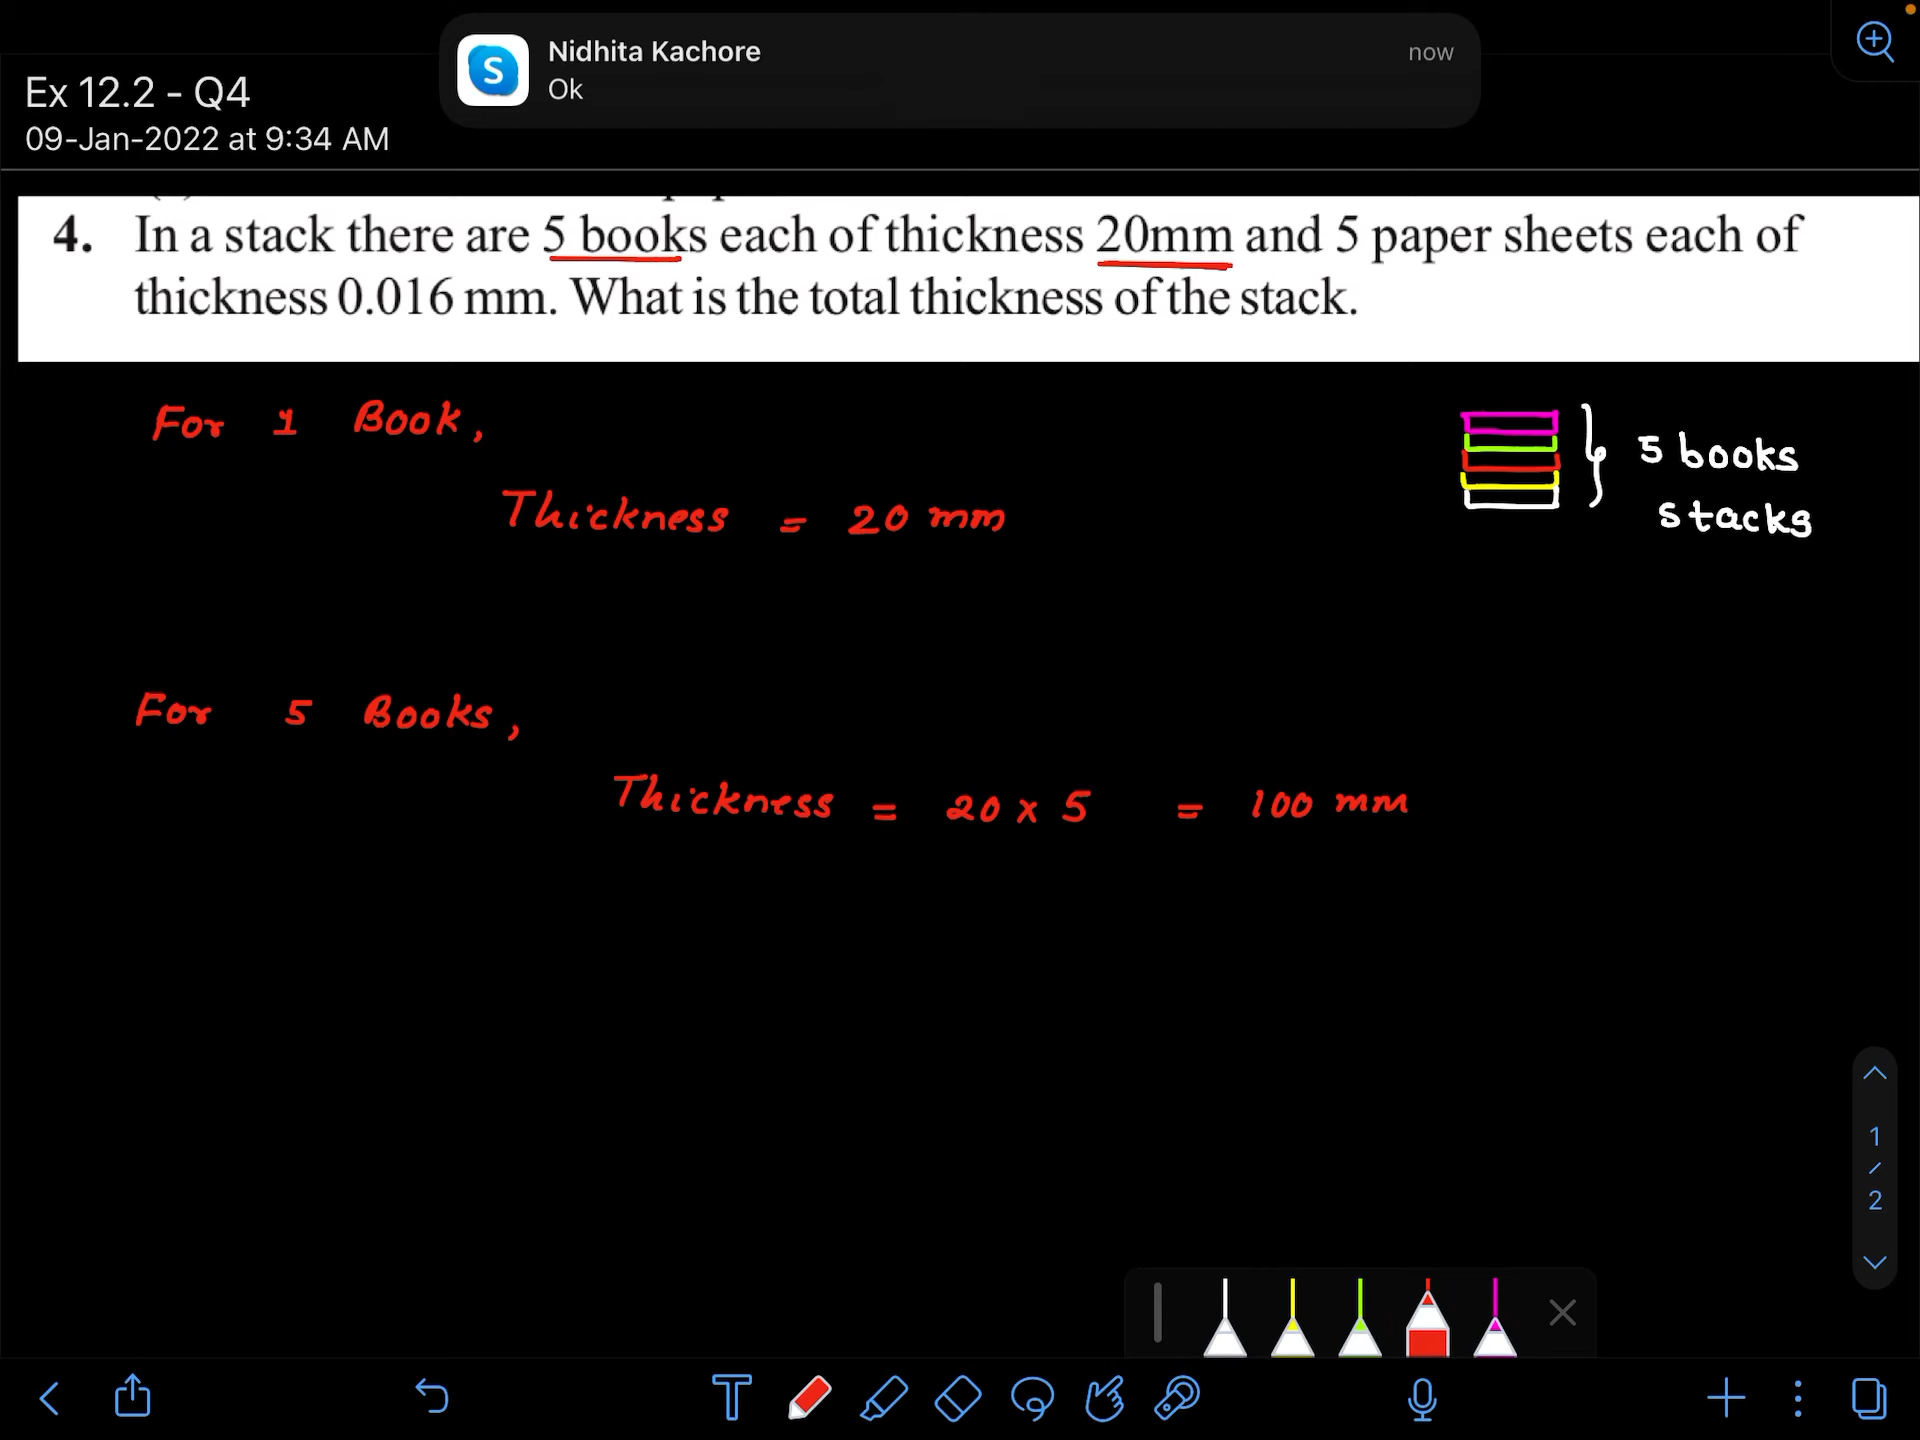 Nidhita Kachore
now
Ok
Ex 12.2 - Q4
09-Jan-2022 at 9:34 AM
4. In a stack there are 5 books each of thickness 20mm and 5 paper sheets each of
thickness 0.016 mm. What is the total thickness of the stack.
For 1 Book,
Thickness = 20 mm
5 books
stacks
For 5 Books,
Thickness = 20 x 5 = 100 mm
1
/
2